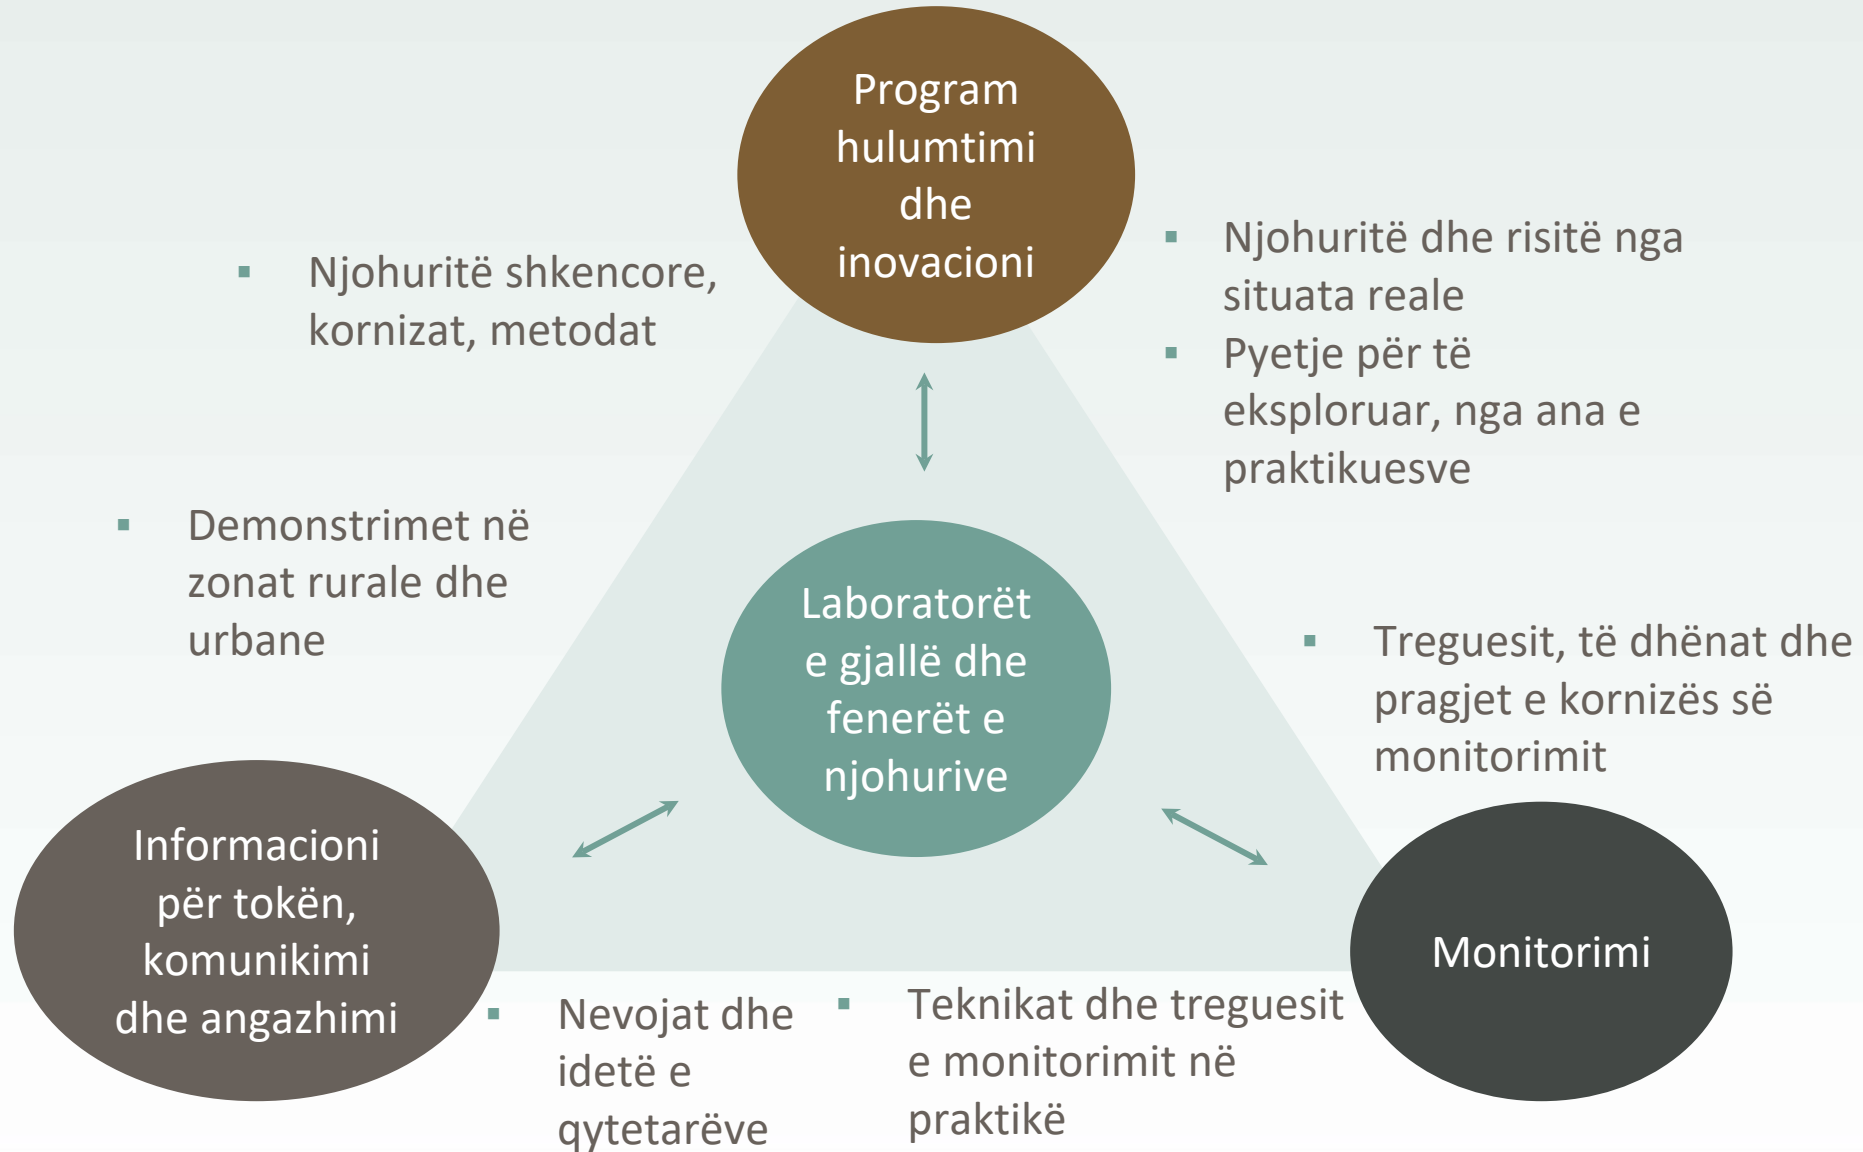 Program
hulumtimi
dhe
inovacioni
▪ Njohuritë shkencore,
kornizat, metodat
▪ Njohuritë dhe risitë nga
situata reale
▪ Pyetje për të
eksploruar, nga ana e
praktikuesve
▪ Demonstrimet në
zonat rurale dhe
urbane
Laboratorët
e gjallë dhe
fenerët e
njohurive
▪ Treguesit, të dhënat dhe
pragjet e kornizës së
monitorimit
Informacioni
për tokën,
komunikimi
dhe angazhimi
Monitorimi
▪ Nevojat dhe
idetë e
qytetarëve
▪ Teknikat dhe treguesit
e monitorimit në
praktikë